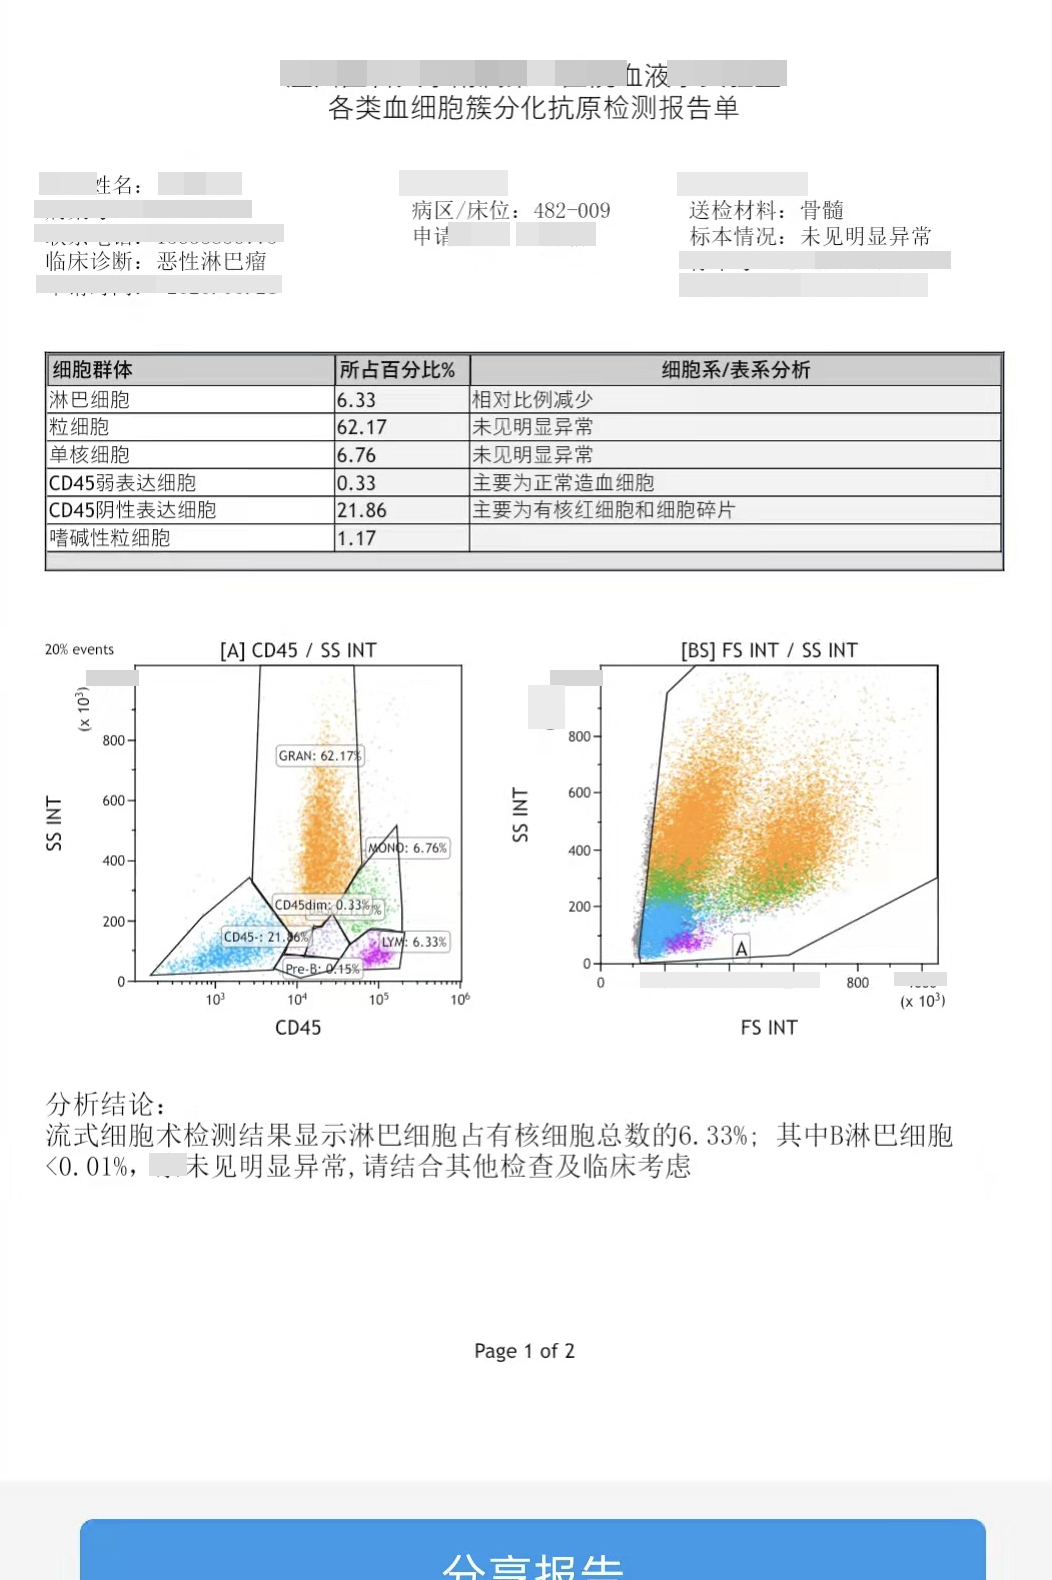 血液
各类血细胞簇分化抗原检测报告单
姓名：
病区/床位：482-009
送检材料：骨髓
申请
标本情况：未见明显异常
临床诊断：恶性淋巴瘤
细胞群体 所占百分比% 细胞系/表系分析
淋巴细胞 6.33 相对比例减少
粒细胞 62.17 未见明显异常
单核细胞 6.76 未见明显异常
CD45弱表达细胞 0.33 主要为正常造血细胞
CD45阴性表达细胞 21.86 主要为有核红细胞和细胞碎片
嗜碱性粒细胞 1.17
20% events
[A] CD45 / SS INT
(x 10³)
SS INT
800
600
400
200
0
GRAN: 62.17%
MONO: 6.76%
CD45dim: 0.33%
%
CD45-: 21.86%
LYM: 6.33%
Pre-B: 0.15%
10³ 10⁴ 10⁵ 10⁶
CD45
[BS] FS INT / SS INT
SS INT
800
600
400
200
0
A
0 800
(x 10³)
FS INT
分析结论：
流式细胞术检测结果显示淋巴细胞占有核细胞总数的6.33%; 其中B淋巴细胞
<0.01%, 未见明显异常,请结合其他检查及临床考虑
Page 1 of 2
分享报告